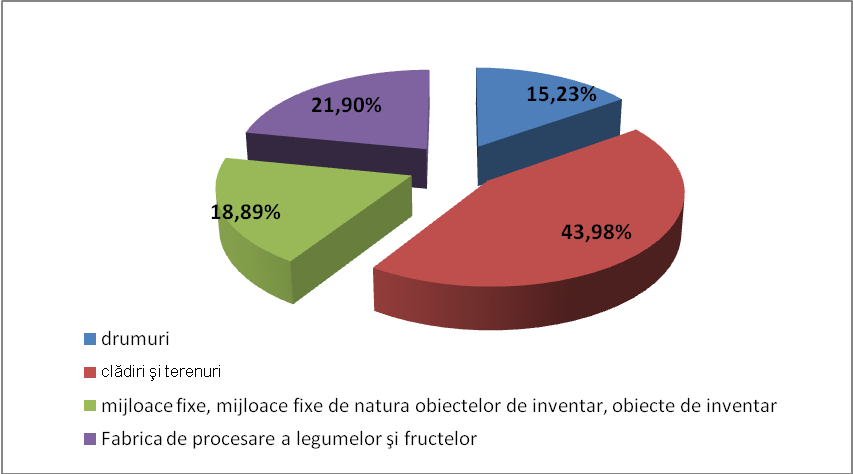 15,23%
21,90%
18,89%
43,98%
drumuri
clădiri şi terenuri
mijloace fixe, mijloace fixe de natura obiectelor de inventar, obiecte de inventar
Fabrica de procesare a legumelor şi fructelor